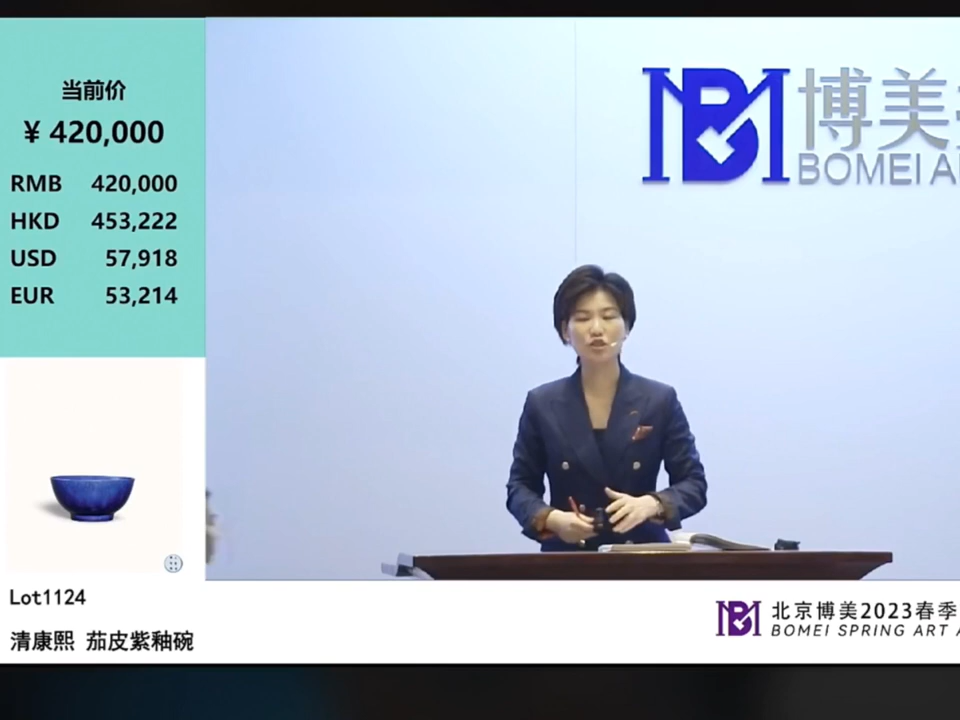 当前价
¥ 420,000
RMB 420,000
HKD 453,222
USD 57,918
EUR 53,214
博美
BOMEI A
Lot1124
清康熙 茄皮紫釉碗
北京博美2023春季
BOMEI SPRING ART A